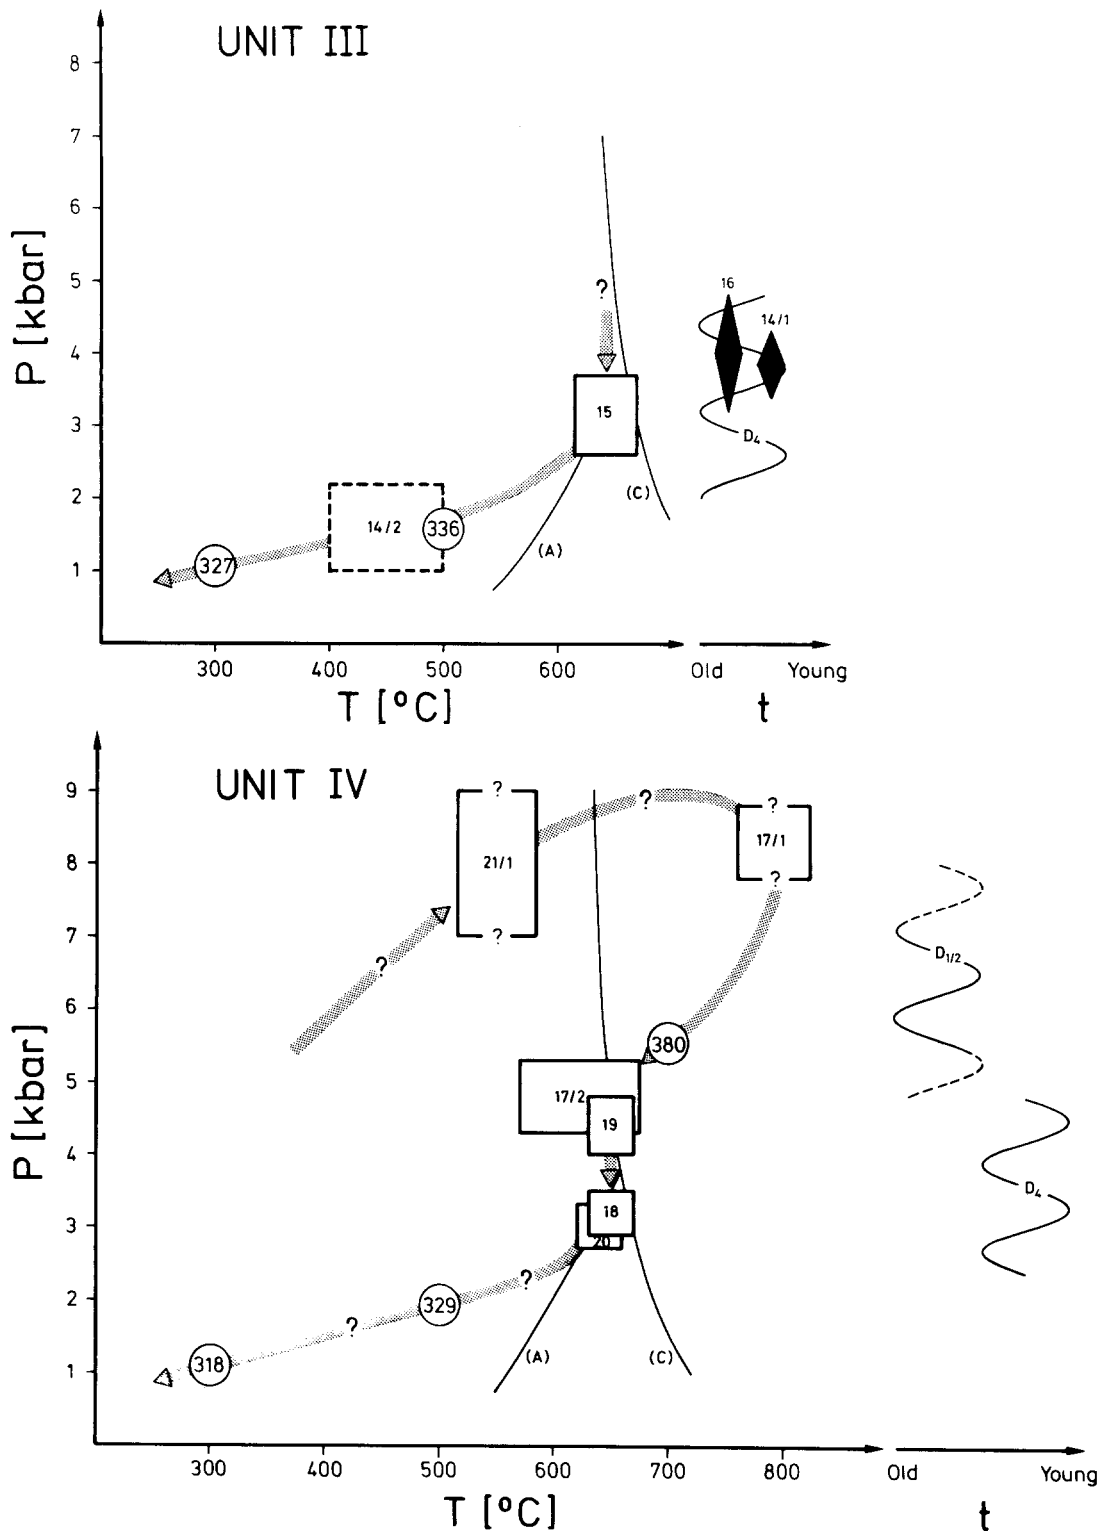 UNIT III
8
7
6
5
4
3
2
1
P [kbar]
?
15
14/2
336
327
(A)
(C)
16
14/1
D4
300
400
500
600
T [°C]
Old
Young
t
UNIT IV
9
8
7
6
5
4
3
2
1
P [kbar]
?
21/1
?
?
?
?
17/1
?
380
17/2
19
18
20
?
329
?
318
(A)
(C)
D1/2
D4
300
400
500
600
700
800
T [°C]
Old
Young
t